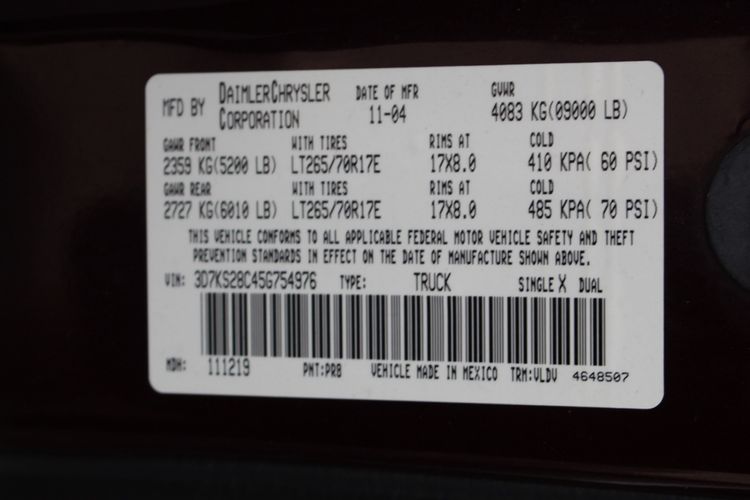 MFD BY DAIMLERCHRYSLER CORPORATION DATE OF MFR 11-04 GVWR 4083 KG(09000 LB)
GAWR FRONT WITH TIRES RIMS AT COLD
2359 KG(5200 LB) LT265/70R17E 17X8.0 410 KPA( 60 PSI)
GAWR REAR WITH TIRES RIMS AT COLD
2727 KG(6010 LB) LT265/70R17E 17X8.0 485 KPA( 70 PSI)
THIS VEHICLE CONFORMS TO ALL APPLICABLE FEDERAL MOTOR VEHICLE SAFETY AND THEFT
PREVENTION STANDARDS IN EFFECT ON THE DATE OF MANUFACTURE SHOWN ABOVE.
VIN: 3D7KS28C45G754976 TYPE: TRUCK SINGLE X DUAL
MDH: 111219 PNT:PR8 VEHICLE MADE IN MEXICO TRM:VLDV 4648507